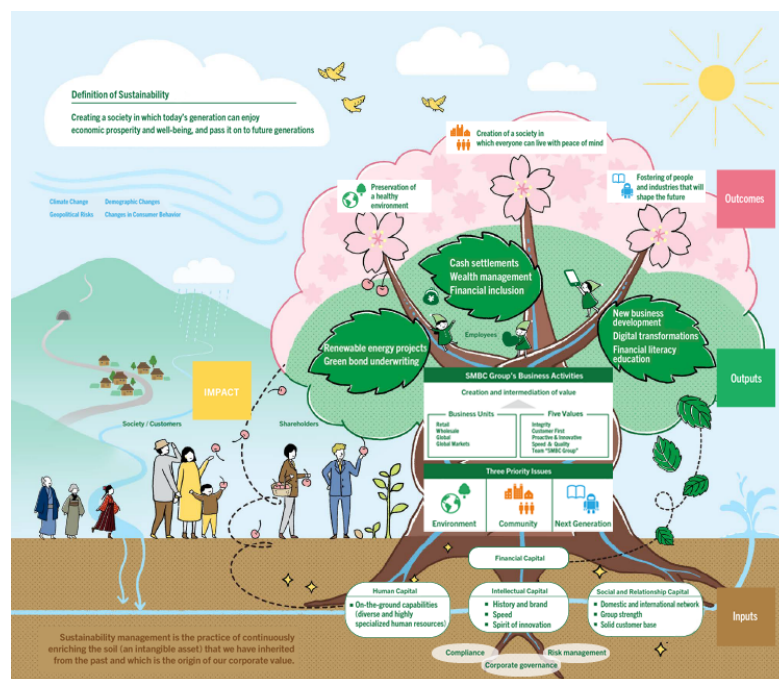 Definition of Sustainability
Creating a society in which today's generation can enjoy
economic prosperity and well-being, and pass it on to future generations
Creation of a society in
which everyone can live with peace of mind
Preservation of
a healthy
environment
Fostering of people
and industries that will
shape the future
Outcomes
Climate Change
Demographic Changes
Geopolitical Risks
Changes in Consumer Behavior
Cash settlements
Wealth management
Financial inclusion
New business
development
Digital transformations
Financial literacy
education
Employees
Renewable energy projects
Green bond underwriting
Outputs
IMPACT
SMBC Group's Business Activities
Creation and intermediation of value
Business Units
Retail
Wholesale
Global
Global Markets
Five Values
Integrity
Customer First
Proactive & Innovative
Speed & Quality
Team "SMBC Group"
Society / Customers
Shareholders
Three Priority Issues
Environment
Community
Next Generation
Financial Capital
Human Capital
▪ On-the-ground capabilities
(diverse and highly
specialized human resources)
Intellectual Capital
▪ History and brand
▪ Speed
▪ Spirit of innovation
Social and Relationship Capital
▪ Domestic and international network
▪ Group strength
▪ Solid customer base
Inputs
Compliance
Risk management
Corporate governance
Sustainability management is the practice of continuously
enriching the soil (an intangible asset) that we have inherited
from the past and which is the origin of our corporate value.